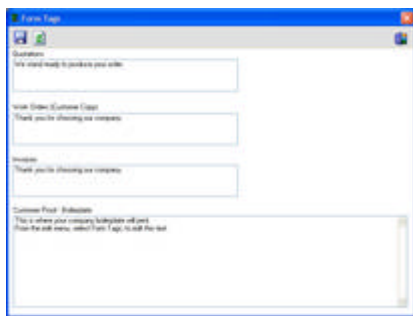 Form Tags
Quotations
We stand ready to produce your order.
Work Orders (Customer Copy)
Thank you for choosing our company.
Invoices
Thank you for choosing our company.
Customer Proof - Boilerplate
This is where your company boilerplate will print.
From the edit menu, select Form Tags, to edit this text